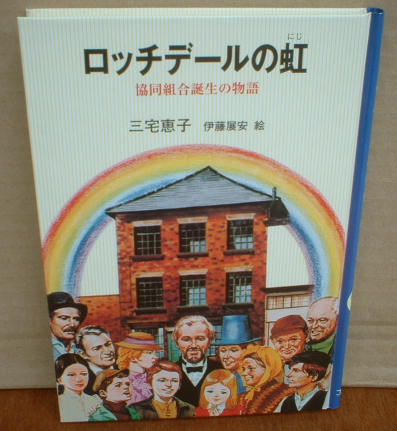 にじ
ロッチデールの虹
協同組合誕生の物語
三宅惠子 伊藤展安 絵